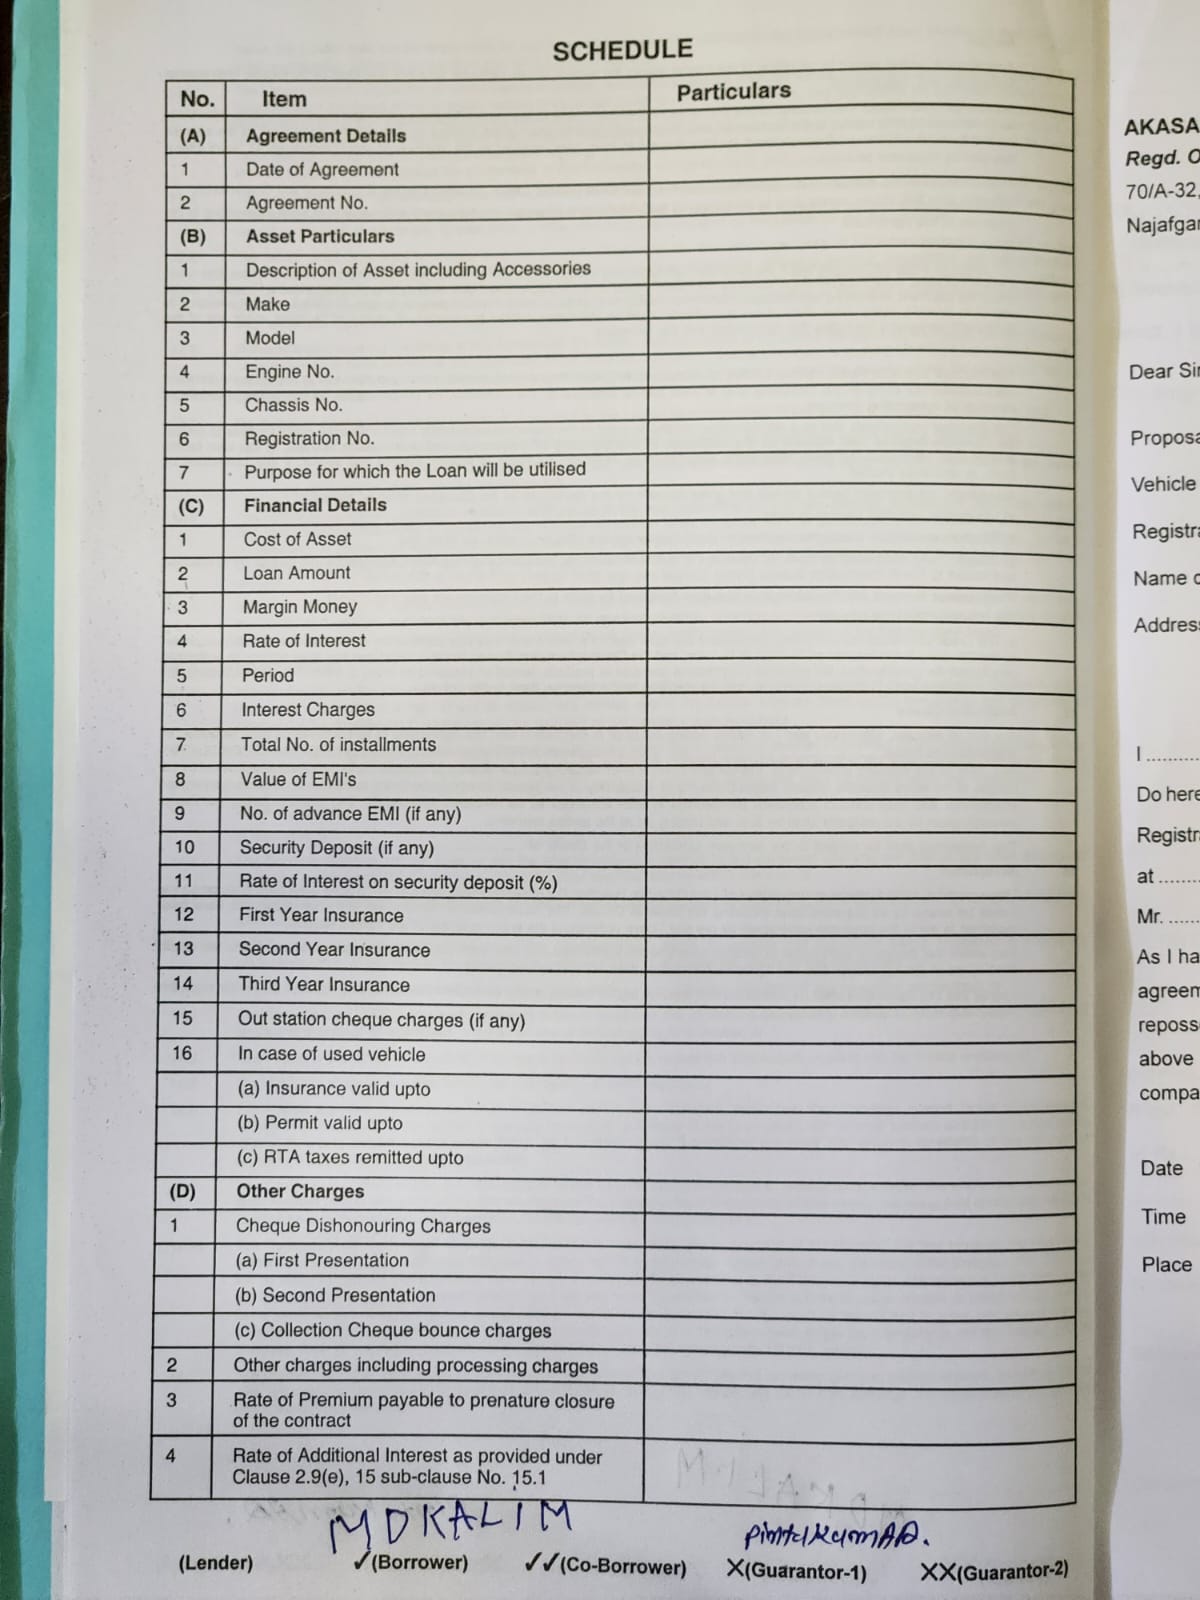 SCHEDULE
No. Item Particulars
(A) Agreement Details
1 Date of Agreement
2 Agreement No.
(B) Asset Particulars
1 Description of Asset including Accessories
2 Make
3 Model
4 Engine No.
5 Chassis No.
6 Registration No.
7 Purpose for which the Loan will be utilised
(C) Financial Details
1 Cost of Asset
2 Loan Amount
3 Margin Money
4 Rate of Interest
5 Period
6 Interest Charges
7 Total No. of installments
8 Value of EMI's
9 No. of advance EMI (if any)
10 Security Deposit (if any)
11 Rate of Interest on security deposit (%)
12 First Year Insurance
13 Second Year Insurance
14 Third Year Insurance
15 Out station cheque charges (if any)
16 In case of used vehicle
(a) Insurance valid upto
(b) Permit valid upto
(c) RTA taxes remitted upto
(D) Other Charges
1 Cheque Dishonouring Charges
(a) First Presentation
(b) Second Presentation
(c) Collection Cheque bounce charges
2 Other charges including processing charges
3 Rate of Premium payable to prenature closure
of the contract
4 Rate of Additional Interest as provided under
Clause 2.9(e), 15 sub-clause No. 15.1
MD KALIM
(Lender) ✓(Borrower) ✓✓(Co-Borrower) X(Guarantor-1) XX(Guarantor-2)
AKASA
Regd. O
70/A-32,
Najafgar
Dear Sir
Proposa
Vehicle
Registra
Name o
Address
I ..........
Do here
Registr
at .......
Mr. ......
As I ha
agreem
reposs
above
compa
Date
Time
Place